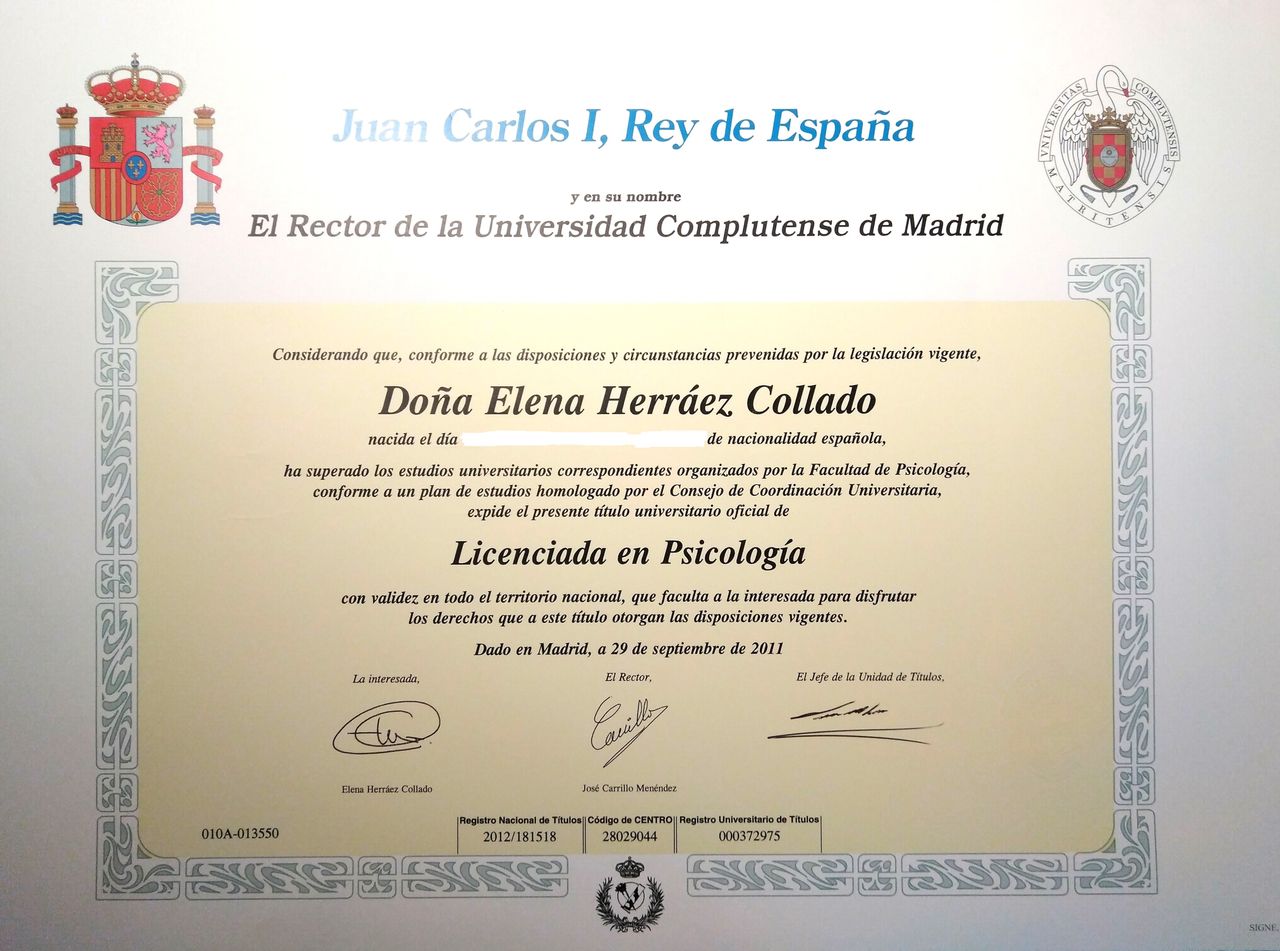 Juan Carlos I, Rey de España
VNIVERSITAS COMPLVTENSIS
MATRITENSIS
y en su nombre
El Rector de la Universidad Complutense de Madrid
Considerando que, conforme a las disposiciones y circunstancias prevenidas por la legislación vigente,
Doña Elena Herráez Collado
nacida el día de nacionalidad española,
ha superado los estudios universitarios correspondientes organizados por la Facultad de Psicología,
conforme a un plan de estudios homologado por el Consejo de Coordinación Universitaria,
expide el presente título universitario oficial de
Licenciada en Psicología
con validez en todo el territorio nacional, que faculta a la interesada para disfrutar
los derechos que a este título otorgan las disposiciones vigentes.
Dado en Madrid, a 29 de septiembre de 2011
La interesada, El Rector, El Jefe de la Unidad de Títulos,
Carrillo
Elena Herráez Collado José Carrillo Menéndez
Registro Nacional de Títulos Código de CENTRO Registro Universitario de Títulos
010A-013550 2012/181518 28029044 000372975
SIGNE,